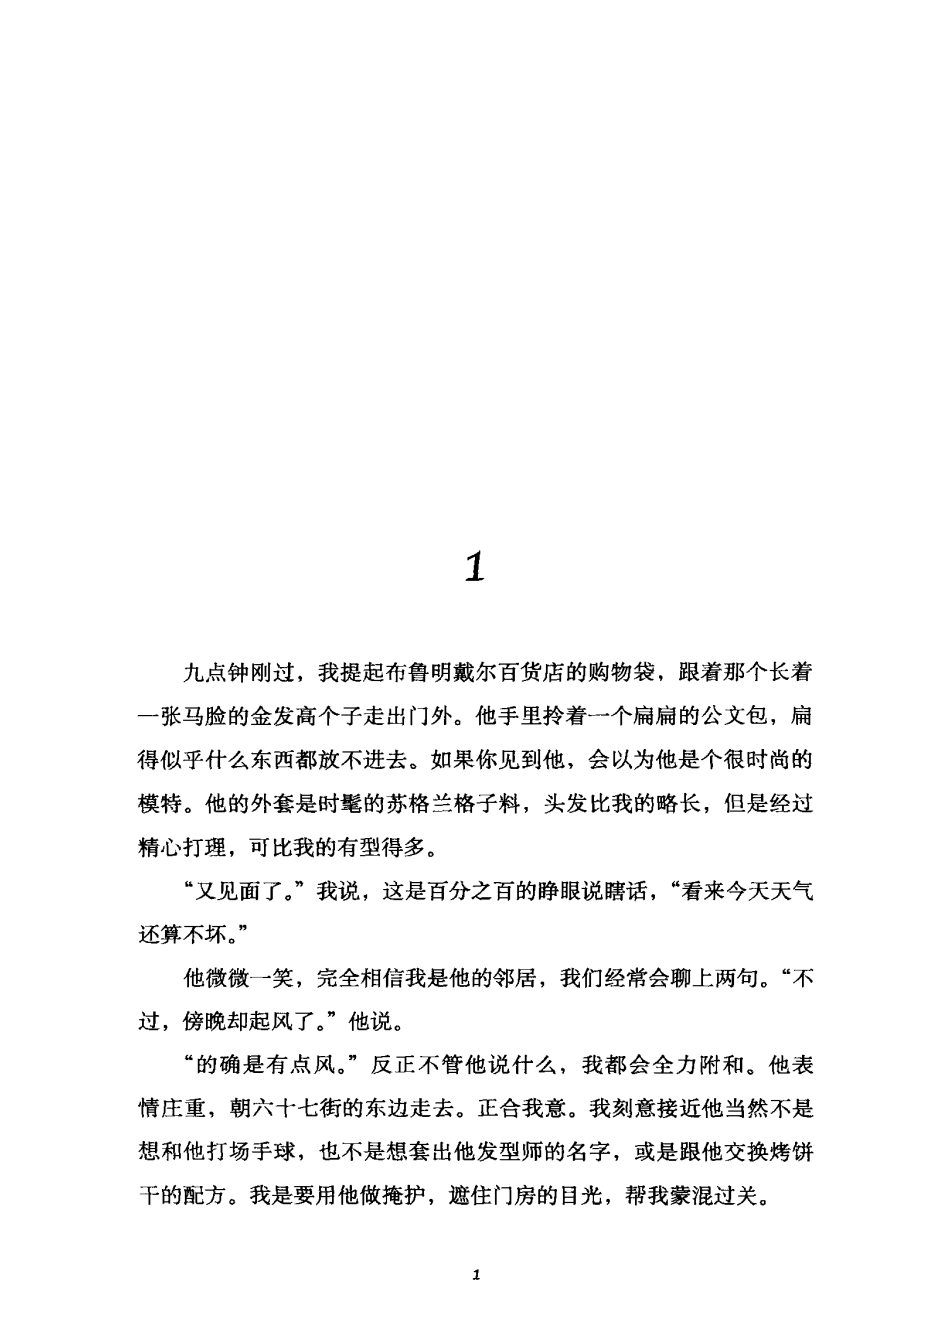 1
九点钟刚过，我提起布鲁明戴尔百货店的购物袋，跟着那个长着
一张马脸的金发高个子走出门外。他手里拎着一个扁扁的公文包，扁
得似乎什么东西都放不进去。如果你见到他，会以为他是个很时尚的
模特。他的外套是时髦的苏格兰格子料，头发比我的略长，但是经过
精心打理，可比我的有型得多。
“又见面了。”我说，这是百分之百的睁眼说瞎话，“看来今天天气
还算不坏。”
他微微一笑，完全相信我是他的邻居，我们经常会聊上两句。“不
过，傍晚却起风了。”他说。
“的确是有点风。”反正不管他说什么，我都会全力附和。他表
情庄重，朝六十七街的东边走去。正合我意。我刻意接近他当然不是
想和他打场手球，也不是想套出他发型师的名字，或是跟他交换烤饼
干的配方。我是要用他做掩护，遮住门房的目光，帮我蒙混过关。
1